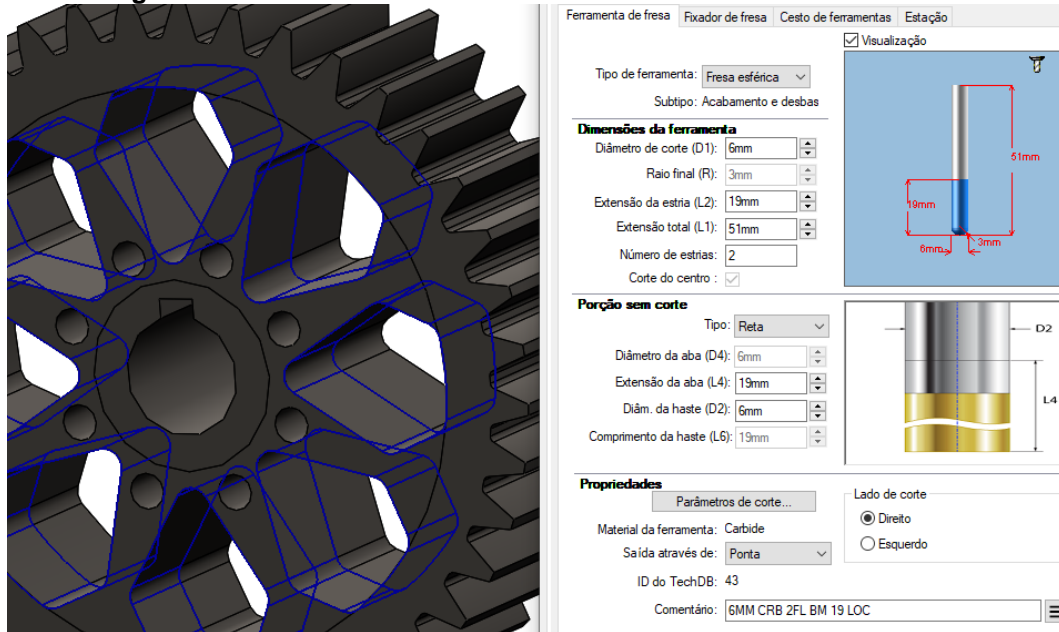 Ferramenta de fresa Fixador de fresa Cesto de ferramentas Estação
Visualização
Tipo de ferramenta: Fresa esférica
Subtipo: Acabamento e desbas
Dimensões da ferramenta
Diâmetro de corte (D1): 6mm
Raio final (R): 3mm
Extensão da estria (L2): 19mm
Extensão total (L1): 51mm
Número de estrias: 2
Corte do centro :
51mm
19mm
3mm
6mm
Porção sem corte
Tipo: Reta
Diâmetro da aba (D4): 6mm
Extensão da aba (L4): 19mm
Diâm. da haste (D2): 6mm
Comprimento da haste (L6): 19mm
D2
L4
Propriedades
Parâmetros de corte...
Material da ferramenta: Carbide
Saída através de: Ponta
ID do TechDB: 43
Comentário: 6MM CRB 2FL BM 19 LOC
Lado de corte
Direito
Esquerdo